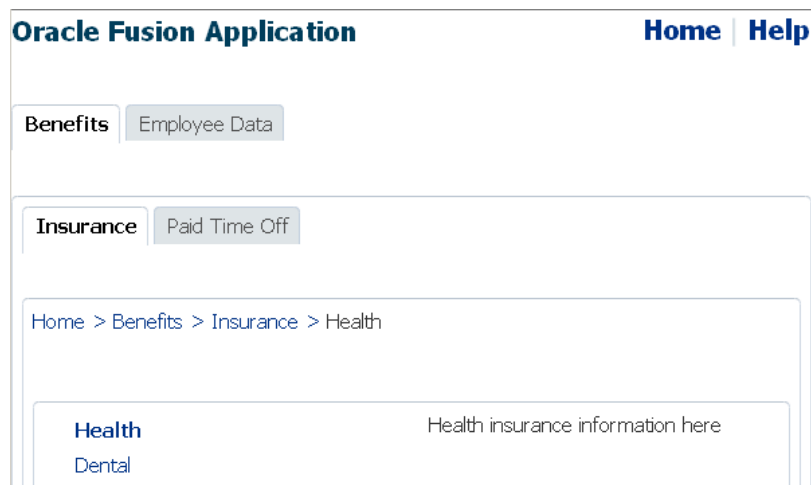 Oracle Fusion Application Home | Help
Benefits Employee Data
Insurance Paid Time Off
Home > Benefits > Insurance > Health
Health Health insurance information here
Dental